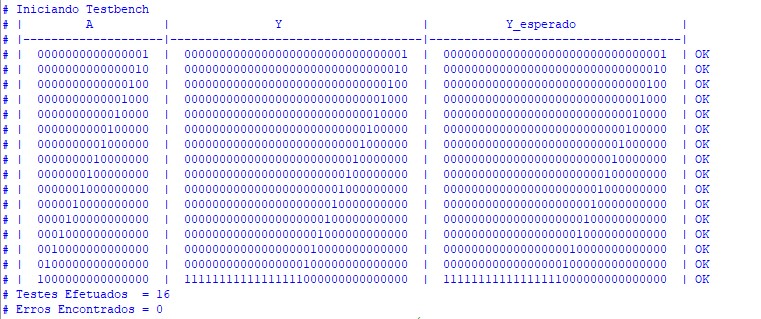 # Iniciando Testbench
# |         A          |               Y                    |           Y_esperado               |
# |--------------------|------------------------------------|------------------------------------|
# |  0000000000000001  |  00000000000000000000000000000001  |  00000000000000000000000000000001  | OK
# |  0000000000000010  |  00000000000000000000000000000010  |  00000000000000000000000000000010  | OK
# |  0000000000000100  |  00000000000000000000000000000100  |  00000000000000000000000000000100  | OK
# |  0000000000001000  |  00000000000000000000000000001000  |  00000000000000000000000000001000  | OK
# |  0000000000010000  |  00000000000000000000000000010000  |  00000000000000000000000000010000  | OK
# |  0000000000100000  |  00000000000000000000000000100000  |  00000000000000000000000000100000  | OK
# |  0000000001000000  |  00000000000000000000000001000000  |  00000000000000000000000001000000  | OK
# |  0000000010000000  |  00000000000000000000000010000000  |  00000000000000000000000010000000  | OK
# |  0000000100000000  |  00000000000000000000000100000000  |  00000000000000000000000100000000  | OK
# |  0000001000000000  |  00000000000000000000001000000000  |  00000000000000000000001000000000  | OK
# |  0000010000000000  |  00000000000000000000010000000000  |  00000000000000000000010000000000  | OK
# |  0000100000000000  |  00000000000000000000100000000000  |  00000000000000000000100000000000  | OK
# |  0001000000000000  |  00000000000000000001000000000000  |  00000000000000000001000000000000  | OK
# |  0010000000000000  |  00000000000000000010000000000000  |  00000000000000000010000000000000  | OK
# |  0100000000000000  |  00000000000000000100000000000000  |  00000000000000000100000000000000  | OK
# |  1000000000000000  |  11111111111111111000000000000000  |  11111111111111111000000000000000  | OK
# Testes Efetuados  = 16
# Erros Encontrados = 0